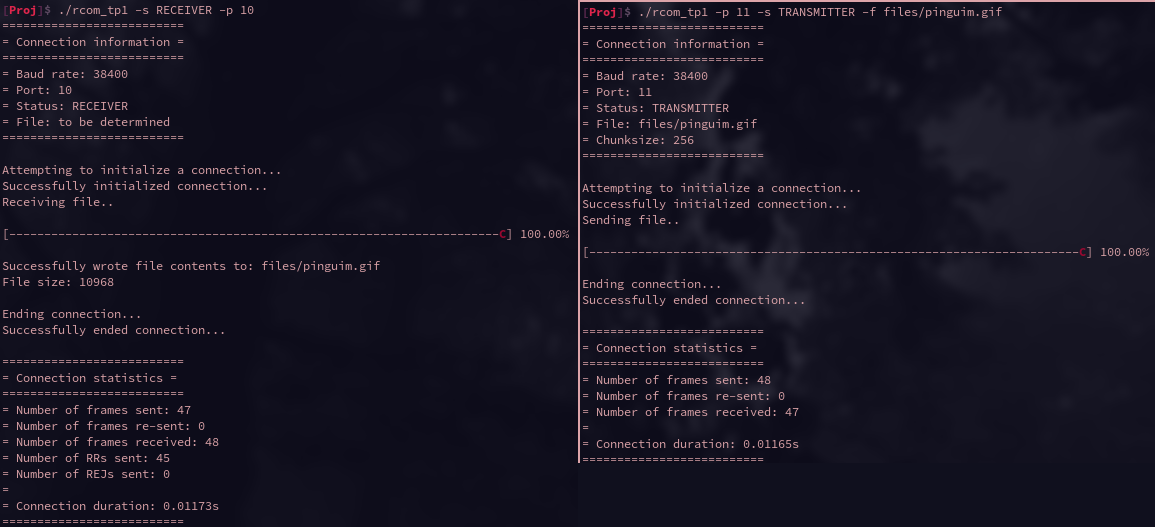 [Proj]$ ./rcom_tp1 -s RECEIVER -p 10
==========================
= Connection information =
==========================
= Baud rate: 38400
= Port: 10
= Status: RECEIVER
= File: to be determined
==========================

Attempting to initialize a connection...
Successfully initialized connection...
Receiving file..

[----------------------------------------------------------------------C] 100.00%

Successfully wrote file contents to: files/pinguim.gif
File size: 10968

Ending connection...
Successfully ended connection...

==========================
= Connection statistics =
==========================
= Number of frames sent: 47
= Number of frames re-sent: 0
= Number of frames received: 48
= Number of RRs sent: 45
= Number of REJs sent: 0
=
= Connection duration: 0.01173s
==========================

[Proj]$ ./rcom_tp1 -p 11 -s TRANSMITTER -f files/pinguim.gif
==========================
= Connection information =
==========================
= Baud rate: 38400
= Port: 11
= Status: TRANSMITTER
= File: files/pinguim.gif
= Chunksize: 256
==========================

Attempting to initialize a connection...
Successfully initialized connection...
Sending file..

[----------------------------------------------------------------------C] 100.00%

Ending connection...
Successfully ended connection...

==========================
= Connection statistics =
==========================
= Number of frames sent: 48
= Number of frames re-sent: 0
= Number of frames received: 47
=
= Connection duration: 0.01165s
==========================